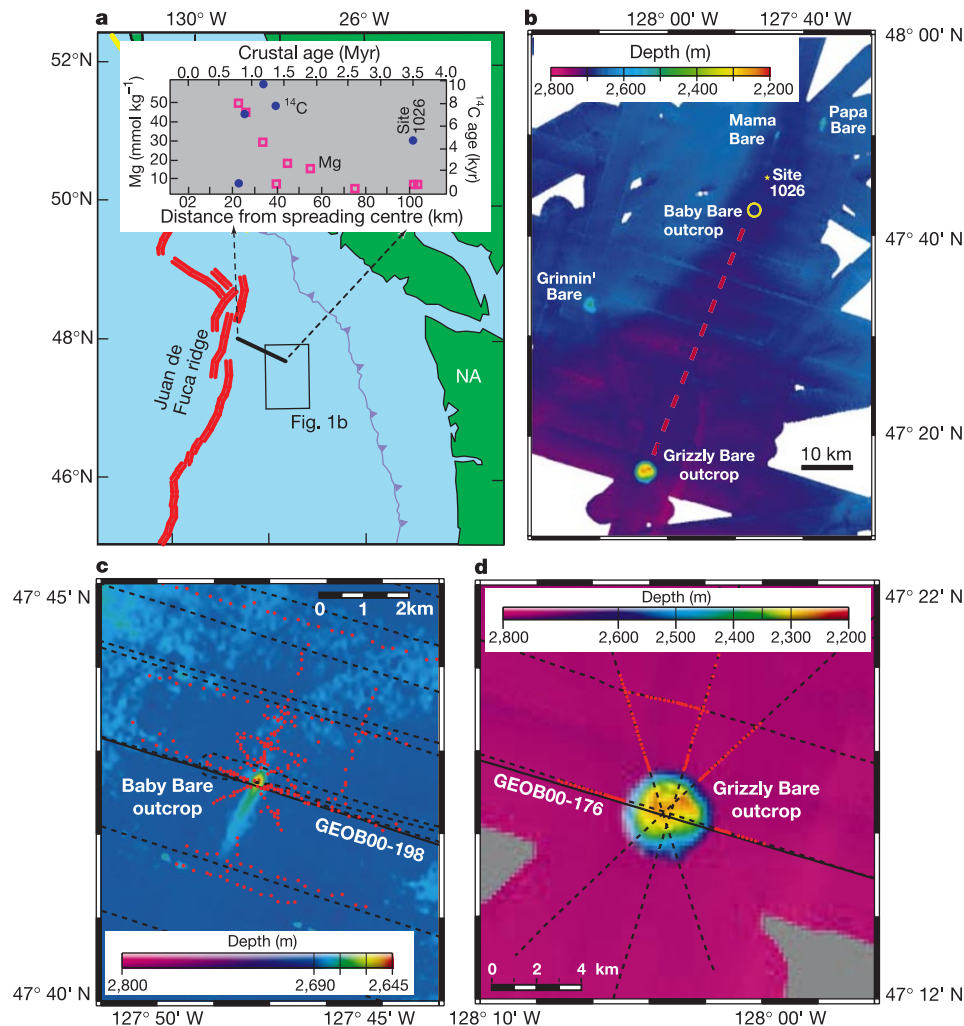 a
130° W
26° W
52° N
50° N
48° N
46° N
Crustal age (Myr)
0.0 0.5 1.0 1.5 2.0 2.5 3.0 3.5 4.0
Mg (mmol kg⁻¹)
50
40
30
20
10
10
8
6
4
2
0
¹⁴C age (kyr)
¹⁴C
Mg
Site
1026
02 20 40 60 80 100
Distance from spreading centre (km)
Juan de
Fuca ridge
NA
Fig. 1b
b
128° 00' W
127° 40' W
48° 00' N
47° 40' N
47° 20' N
Depth (m)
2,800 2,600 2,400 2,200
Mama
Bare
Papa
Bare
Site
1026
Baby Bare
outcrop
Grinnin'
Bare
Grizzly Bare
outcrop
10 km
c
47° 45' N
47° 40' N
0 1 2km
Baby Bare
outcrop
GEOB00-198
Depth (m)
2,800 2,690 2,645
127° 50' W
127° 45' W
d
47° 22' N
47° 12' N
Depth (m)
2,800 2,600 2,500 2,400 2,300 2,200
GEOB00-176
Grizzly Bare
outcrop
0 2 4 km
128° 10' W
128° 00' W